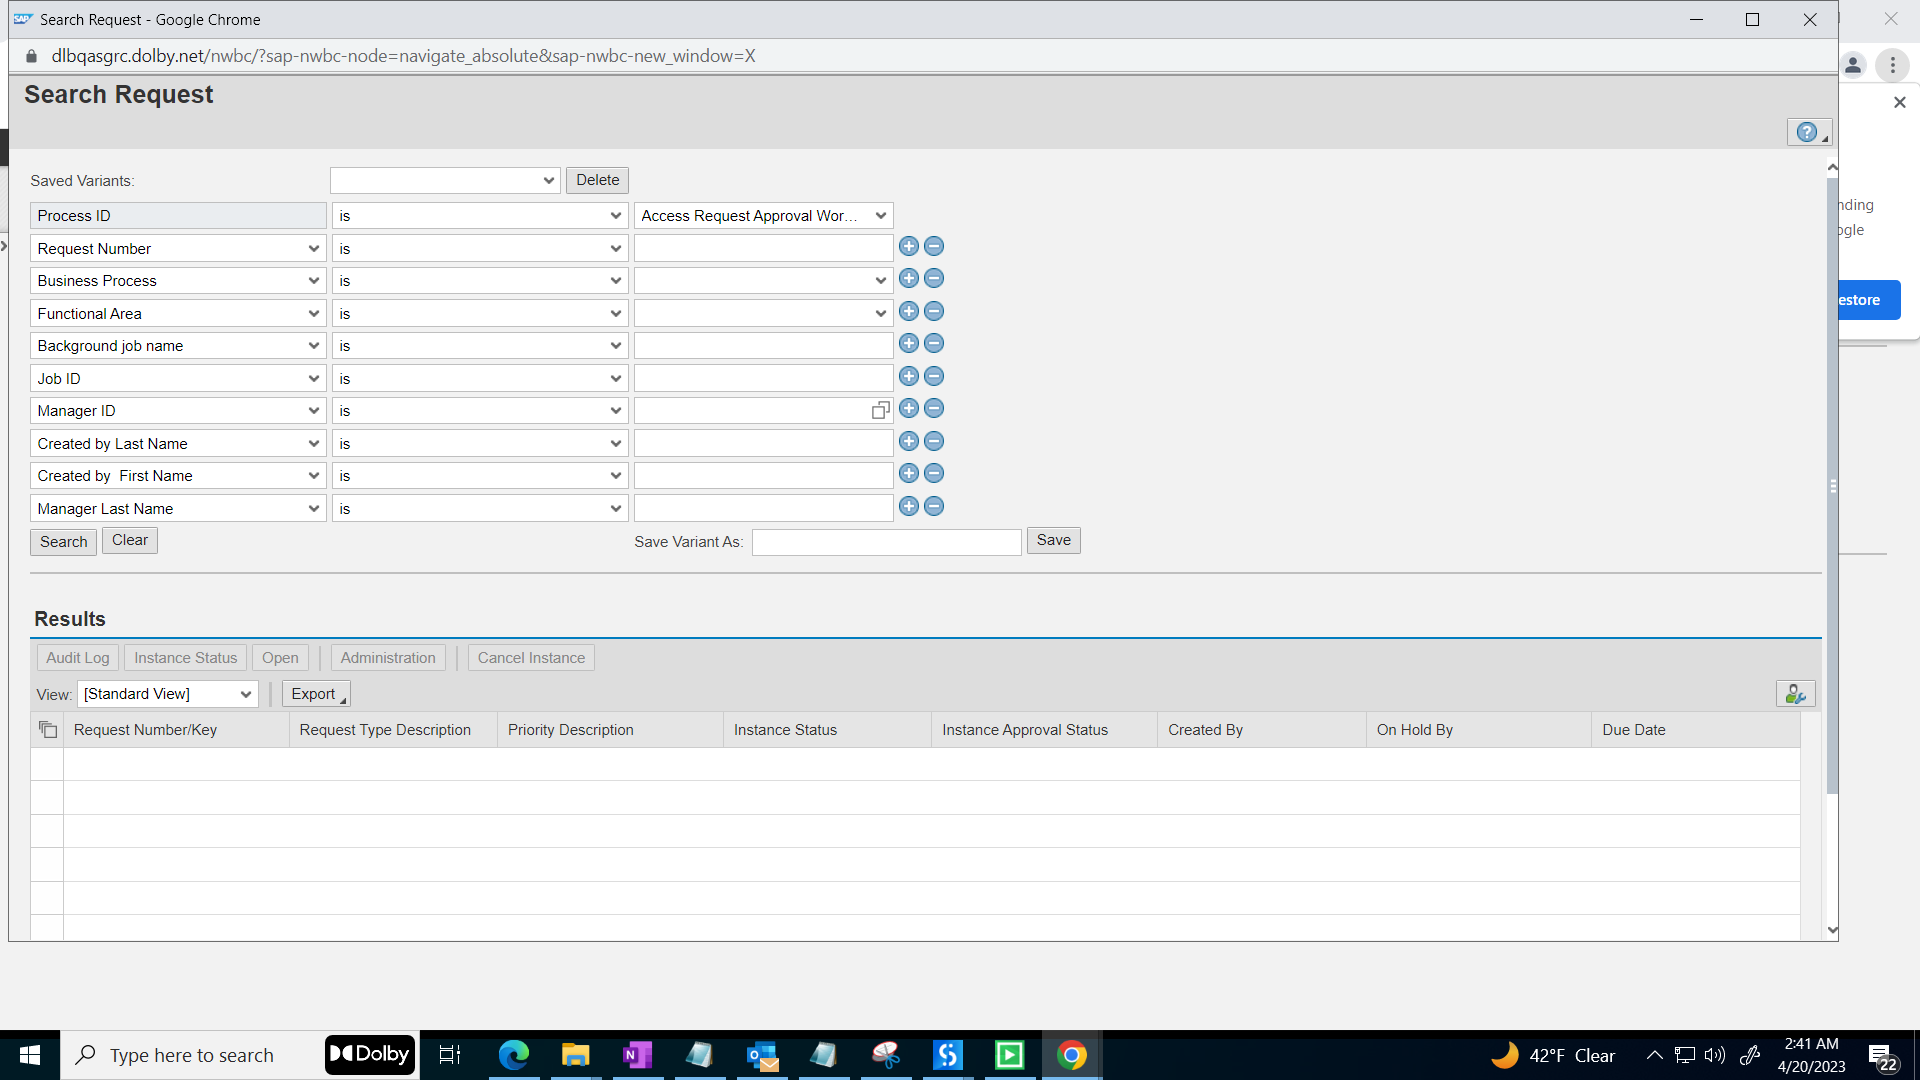 SAP Search Request - Google Chrome
dlbqasgrc.dolby.net/nwbc/?sap-nwbc-node=navigate_absolute&sap-nwbc-new_window=X
Search Request
?
Saved Variants: Delete
Process ID is Access Request Approval Wor...
Request Number is
Business Process is
Functional Area is
Background job name is
Job ID is
Manager ID is
Created by Last Name is
Created by  First Name is
Manager Last Name is
Search Clear Save Variant As: Save
nding
ogle
estore
Results
Audit Log Instance Status Open Administration Cancel Instance
View: [Standard View] Export
Request Number/Key Request Type Description Priority Description Instance Status Instance Approval Status Created By On Hold By Due Date
Type here to search Dolby 42°F Clear
2:41 AM
4/20/2023
22